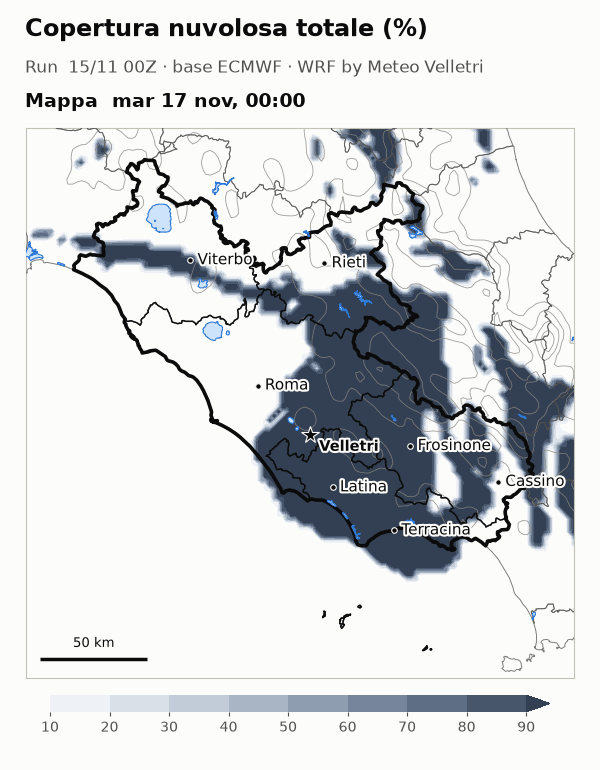 Copertura nuvolosa totale (%)
Run  15/11 00Z · base ECMWF · WRF by Meteo Velletri
Mappa  mar 17 nov, 00:00
Viterbo
Rieti
Roma
Velletri
Frosinone
Latina
Cassino
Terracina
50 km
10 20 30 40 50 60 70 80 90